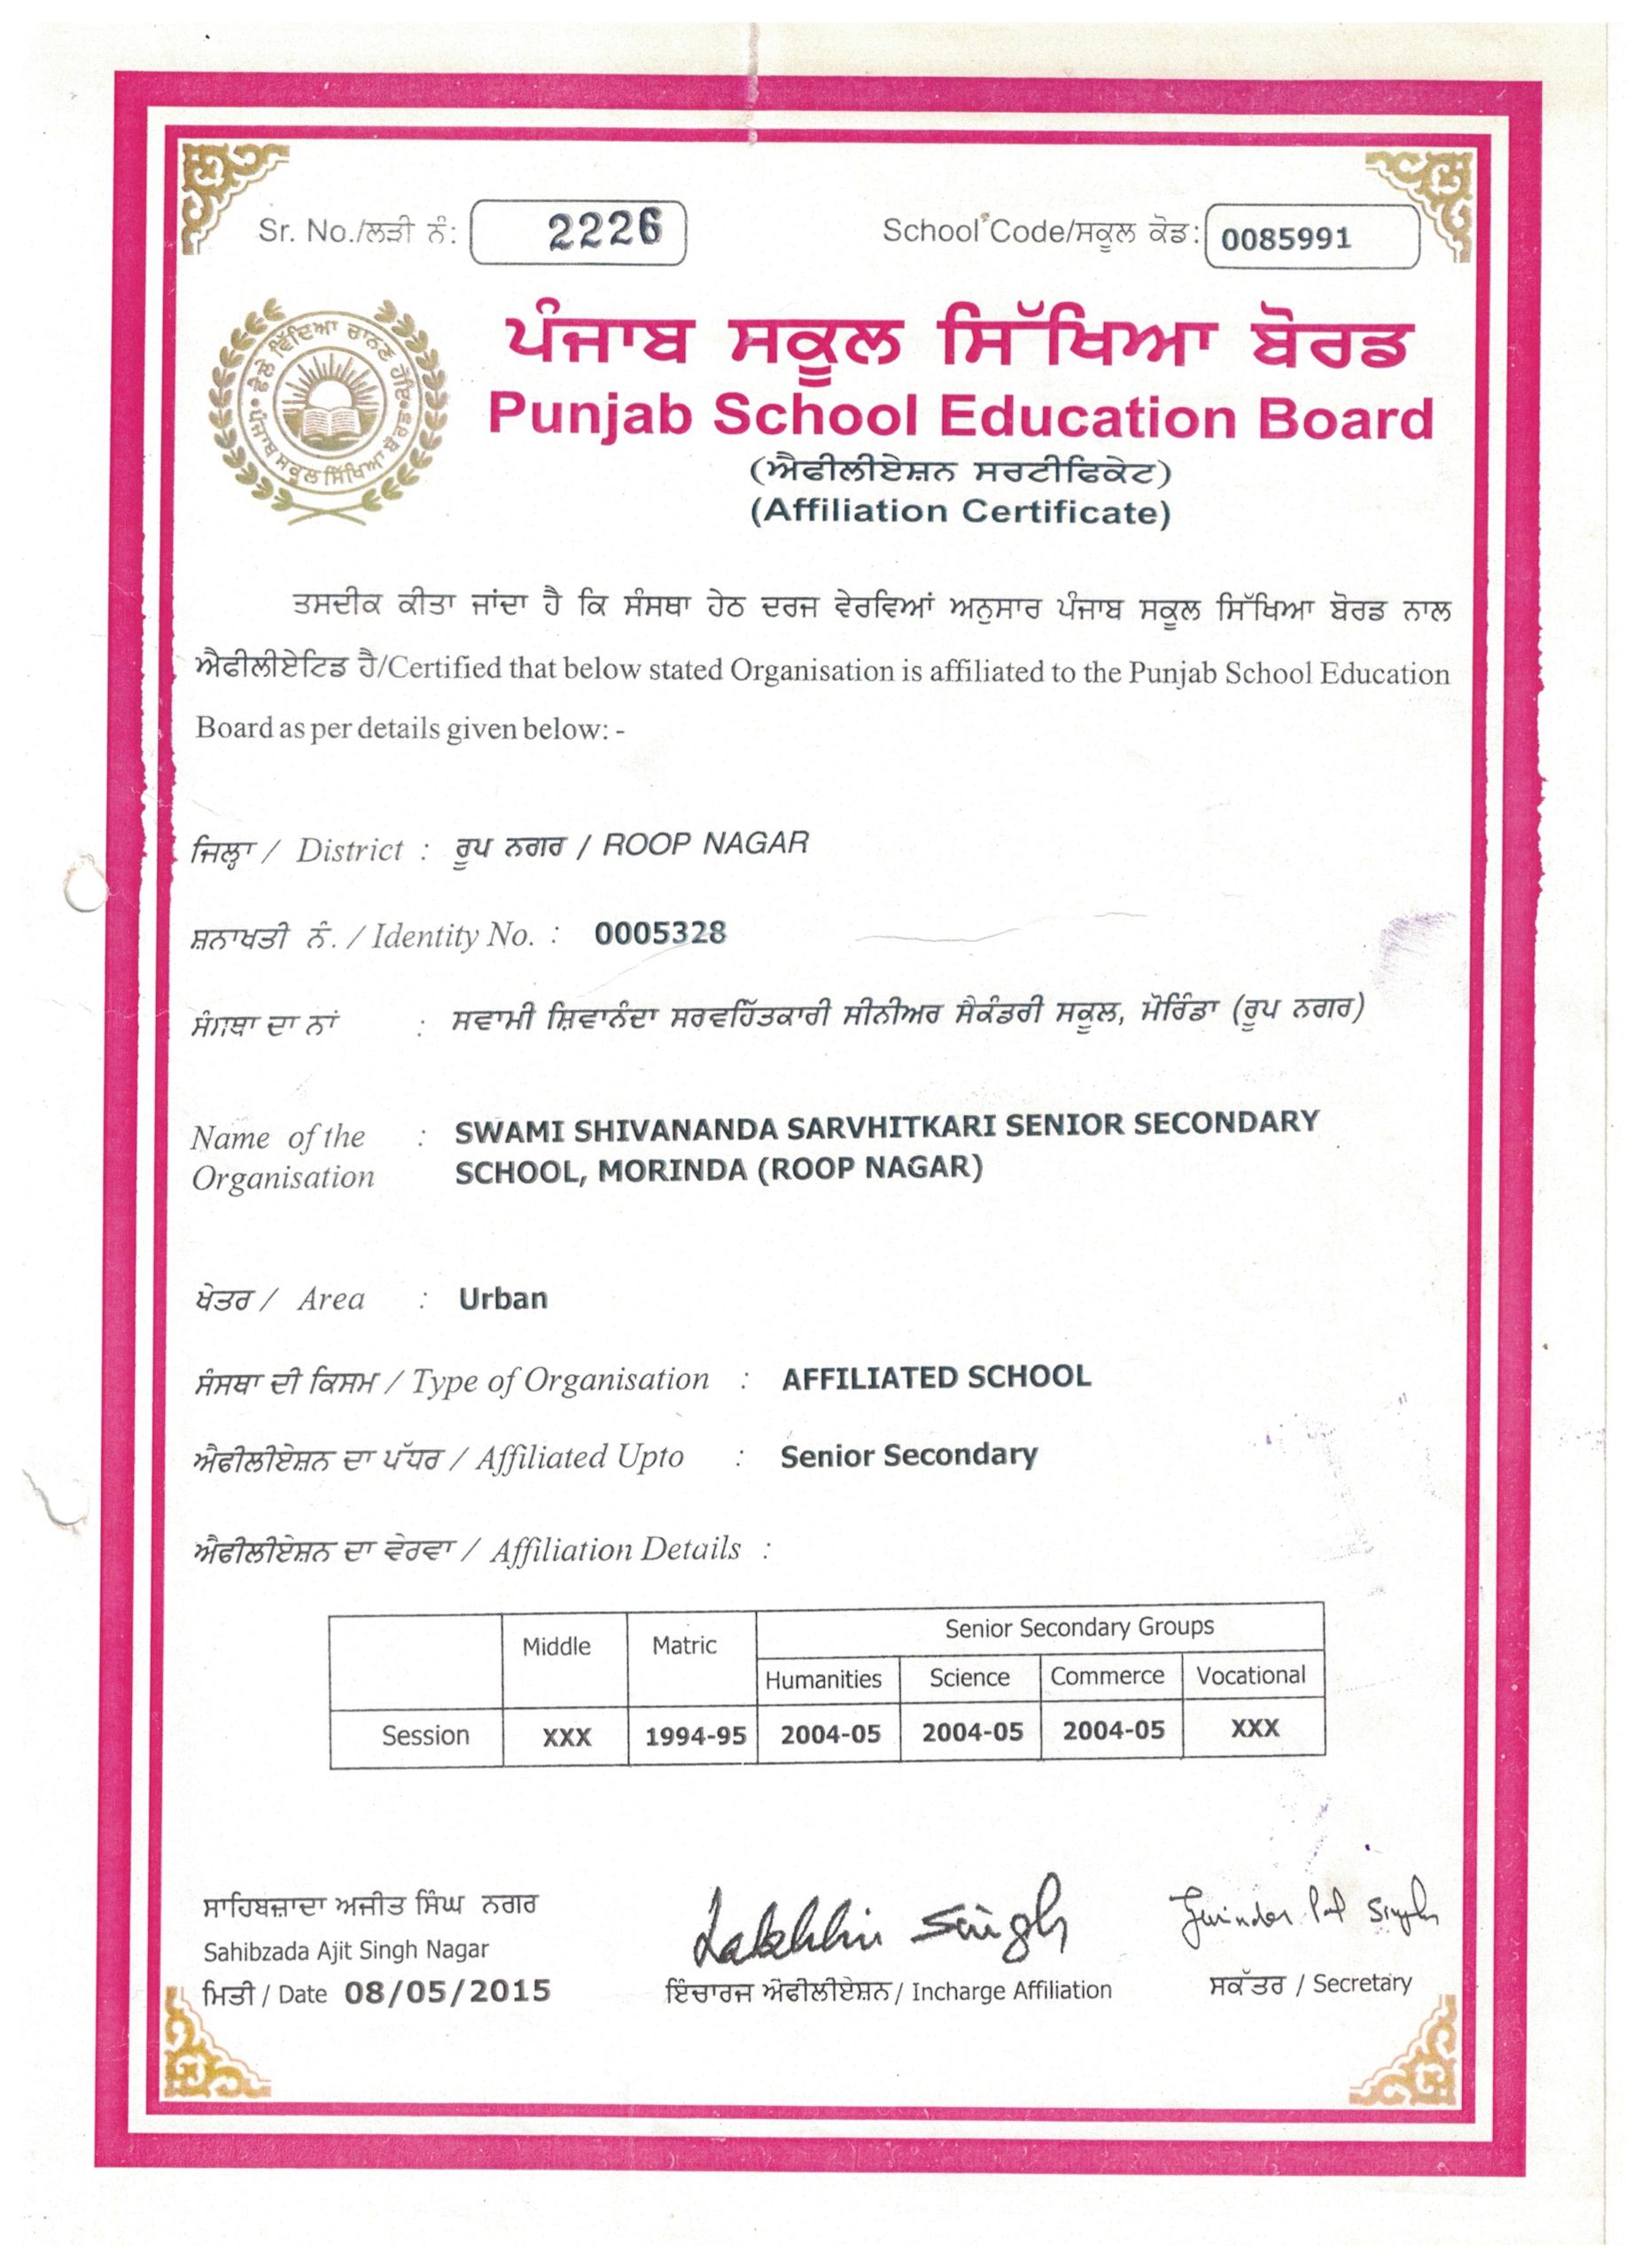 Sr. No./ਲੜੀ ਨੰ: 2226
School Code/ਸਕੂਲ ਕੋਡ: 0085991
ਫੈਲੇ ਵਿੱਦਿਆ ਚਾਨਣ ਹੋਇ
ਪੰਜਾਬ ਸਕੂਲ ਸਿੱਖਿਆ ਬੋਰਡ
ਪੰਜਾਬ ਸਕੂਲ ਸਿੱਖਿਆ ਬੋਰਡ
Punjab School Education Board
(ਐਫੀਲੀਏਸ਼ਨ ਸਰਟੀਫਿਕੇਟ)
(Affiliation Certificate)
ਤਸਦੀਕ ਕੀਤਾ ਜਾਂਦਾ ਹੈ ਕਿ ਸੰਸਥਾ ਹੇਠ ਦਰਜ ਵੇਰਵਿਆਂ ਅਨੁਸਾਰ ਪੰਜਾਬ ਸਕੂਲ ਸਿੱਖਿਆ ਬੋਰਡ ਨਾਲ
ਐਫੀਲੀਏਟਿਡ ਹੈ/Certified that below stated Organisation is affiliated to the Punjab School Education
Board as per details given below: -
ਜਿਲ੍ਹਾ / District : ਰੂਪ ਨਗਰ / ROOP NAGAR
ਸ਼ਨਾਖਤੀ ਨੰ. / Identity No. : 0005328
ਸੰਸਥਾ ਦਾ ਨਾਂ : ਸਵਾਮੀ ਸ਼ਿਵਾਨੰਦਾ ਸਰਵਹਿੱਤਕਾਰੀ ਸੀਨੀਅਰ ਸੈਕੰਡਰੀ ਸਕੂਲ, ਮੋਰਿੰਡਾ (ਰੂਪ ਨਗਰ)
Name of the : SWAMI SHIVANANDA SARVHITKARI SENIOR SECONDARY
Organisation SCHOOL, MORINDA (ROOP NAGAR)
ਖੇਤਰ / Area : Urban
ਸੰਸਥਾ ਦੀ ਕਿਸਮ / Type of Organisation : AFFILIATED SCHOOL
ਐਫੀਲੀਏਸ਼ਨ ਦਾ ਪੱਧਰ / Affiliated Upto : Senior Secondary
ਐਫੀਲੀਏਸ਼ਨ ਦਾ ਵੇਰਵਾ / Affiliation Details :
Middle Matric Senior Secondary Groups
Humanities Science Commerce Vocational
Session XXX 1994-95 2004-05 2004-05 2004-05 XXX
ਸਾਹਿਬਜ਼ਾਦਾ ਅਜੀਤ ਸਿੰਘ ਨਗਰ
Sahibzada Ajit Singh Nagar
ਮਿਤੀ / Date 08/05/2015
Singh
ਇੰਚਾਰਜ ਐਫੀਲੀਏਸ਼ਨ / Incharge Affiliation
Pal Singh
ਸਕੱਤਰ / Secretary